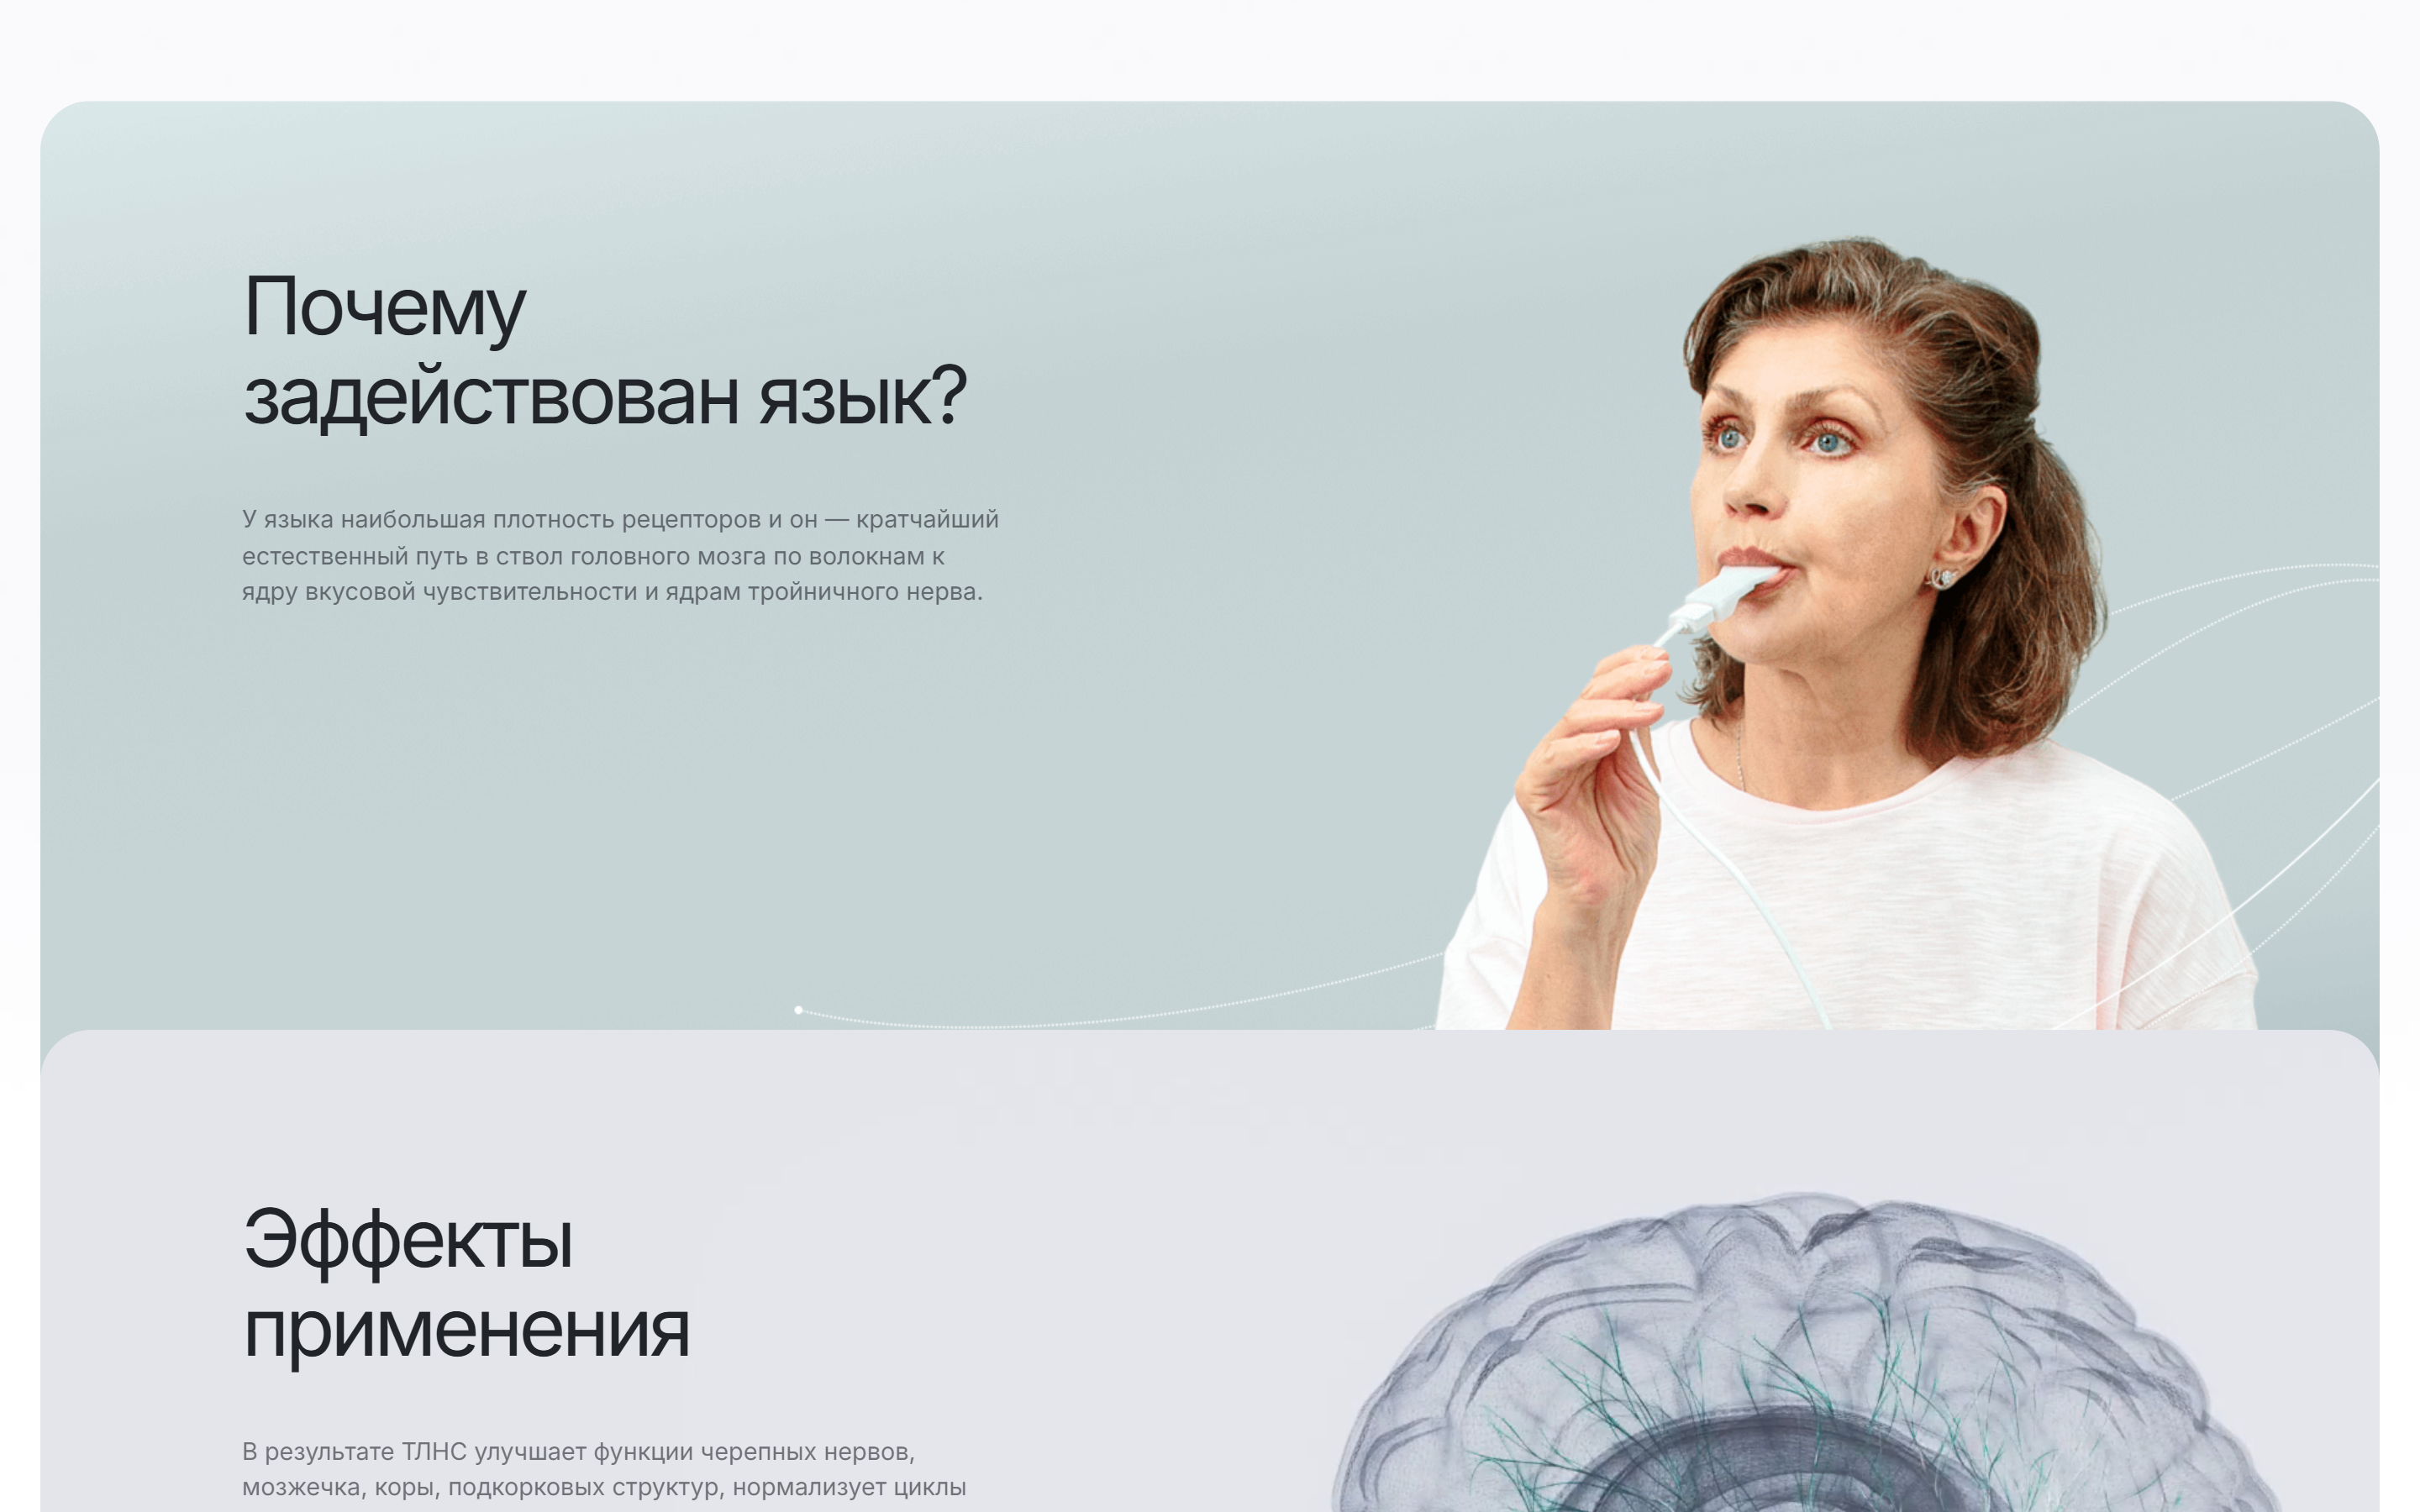 Почему
задействован язык?
У языка наибольшая плотность рецепторов и он — кратчайший
естественный путь в ствол головного мозга по волокнам к
ядру вкусовой чувствительности и ядрам тройничного нерва.
Эффекты
применения
В результате ТЛНС улучшает функции черепных нервов,
мозжечка, коры, подкорковых структур, нормализует циклы